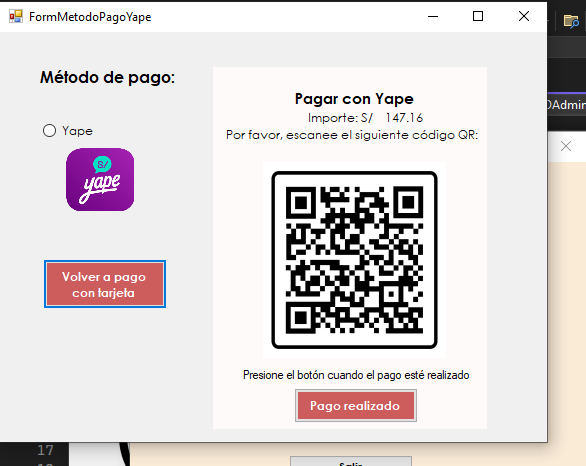 FormMetodoPagoYape
Método de pago:
Yape
S/
yape
Volver a pago
con tarjeta
Pagar con Yape
Importe: S/ 147.16
Por favor, escanee el siguiente código QR:
Presione el botón cuando el pago esté realizado
Pago realizado
DAdmin
17